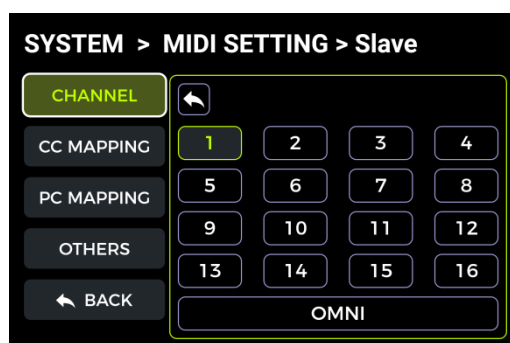 SYSTEM > MIDI SETTING > Slave
CHANNEL
CC MAPPING
PC MAPPING
OTHERS
BACK
1 2 3 4
5 6 7 8
9 10 11 12
13 14 15 16
OMNI